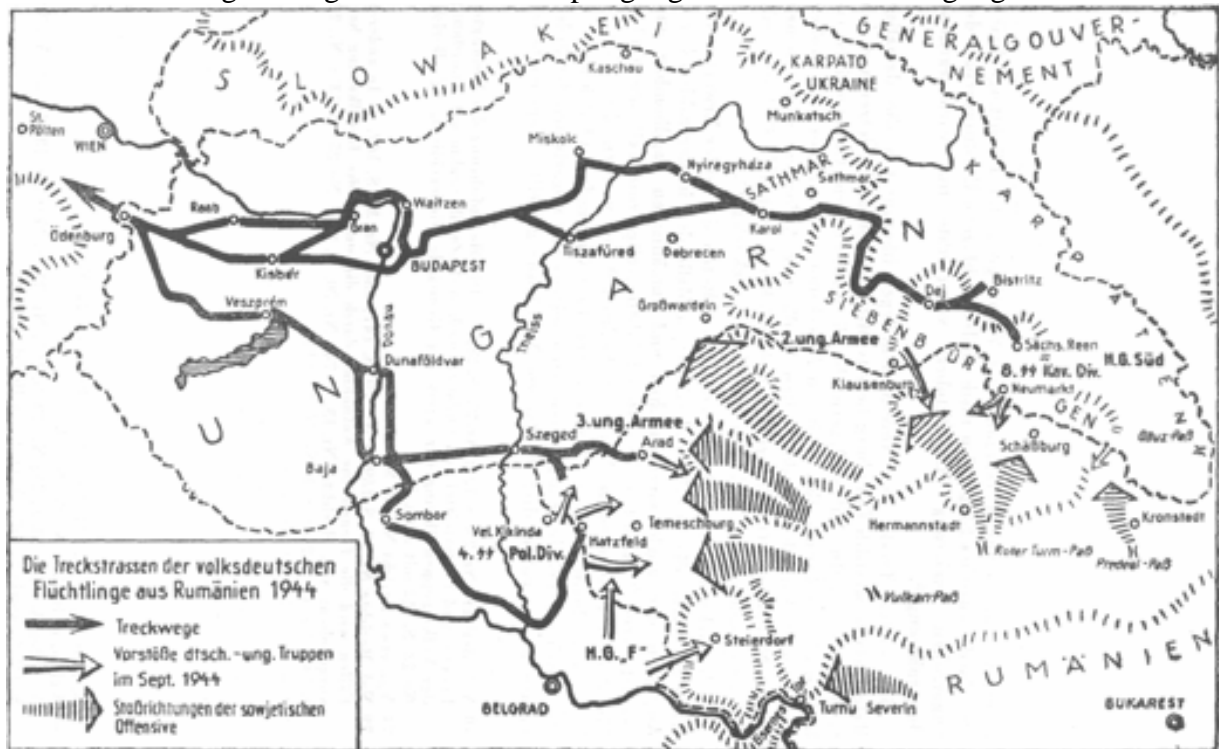 SLOWAKEI
GENERALGOUVER-
NEMENT
Kaschau
KARPATO
UKRAINE
Munkatsch
St.
Pölten
WIEN
Miskolc
Nyiregyháza
SATHMAR
Sathmar
KARPATEN
Raab
Gran
Waitzen
Ödenburg
Kisbér
BUDAPEST
Tiszafüred
Debrecen
Karol
UNGARN
Bistritz
Dej
Veszprém
Donau
Theiss
Großwardein
SIEBENBÜRGEN
Sächs. Reen
2. ung. Armee
H.G. Süd
8. SS Kav. Div.
Dunaföldvar
Klausenburg
Neumarkt
Szeged
3. ung. Armee
Arad
Schäßburg
Baja
Sombor
Vel. Kikinda
Temeschburg
Hermannstadt
Kronstedt
4. SS Pol. Div.
Hatzfeld
Roter Turm-Paß
Predeal-Paß
Vulkan-Paß
Die Treckstrassen der volksdeutschen
Flüchtlinge aus Rumänien 1944
Treckwege
Vorstöße dtsch.-ung. Truppen
im Sept. 1944
Stoßrichtungen der sowjetischen
Offensive
H.G. „F"
Steierdorf
RUMÄNIEN
BELGRAD
Turnu Severin
BUKAREST